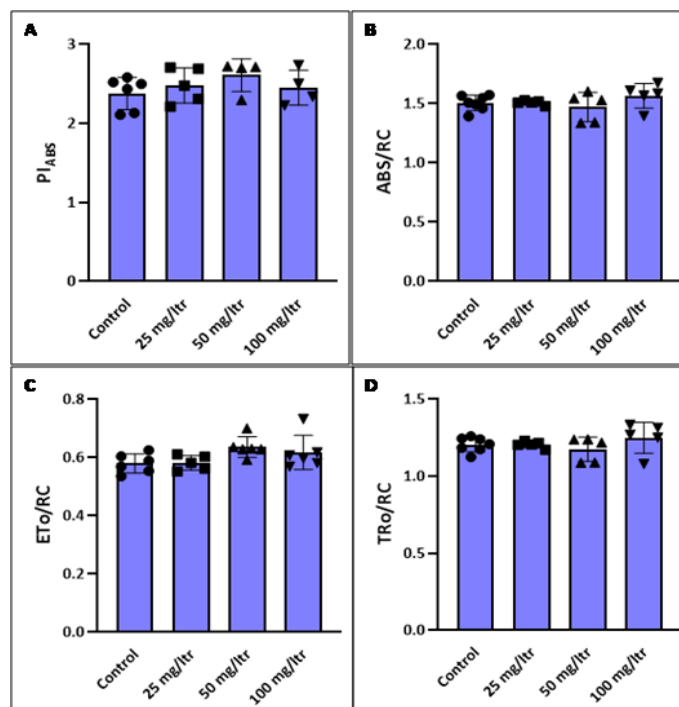 A
PI_ABS
3
2
1
0
Control
25 mg/ltr
50 mg/ltr
100 mg/ltr
B
ABS/RC
2.0
1.5
1.0
0.5
0.0
Control
25 mg/ltr
50 mg/ltr
100 mg/ltr
C
ETo/RC
0.8
0.6
0.4
0.2
0.0
Control
25 mg/ltr
50 mg/ltr
100 mg/ltr
D
TRo/RC
1.5
1.0
0.5
0.0
Control
25 mg/ltr
50 mg/ltr
100 mg/ltr